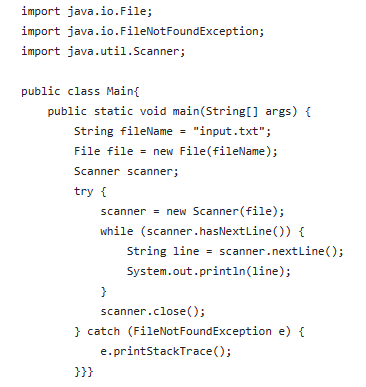 import java.io.File;
import java.io.FileNotFoundException;
import java.util.Scanner;

public class Main{
    public static void main(String[] args) {
        String fileName = "input.txt";
        File file = new File(fileName);
        Scanner scanner;
        try {
            scanner = new Scanner(file);
            while (scanner.hasNextLine()) {
                String line = scanner.nextLine();
                System.out.println(line);
            }
            scanner.close();
        } catch (FileNotFoundException e) {
            e.printStackTrace();
        }}}